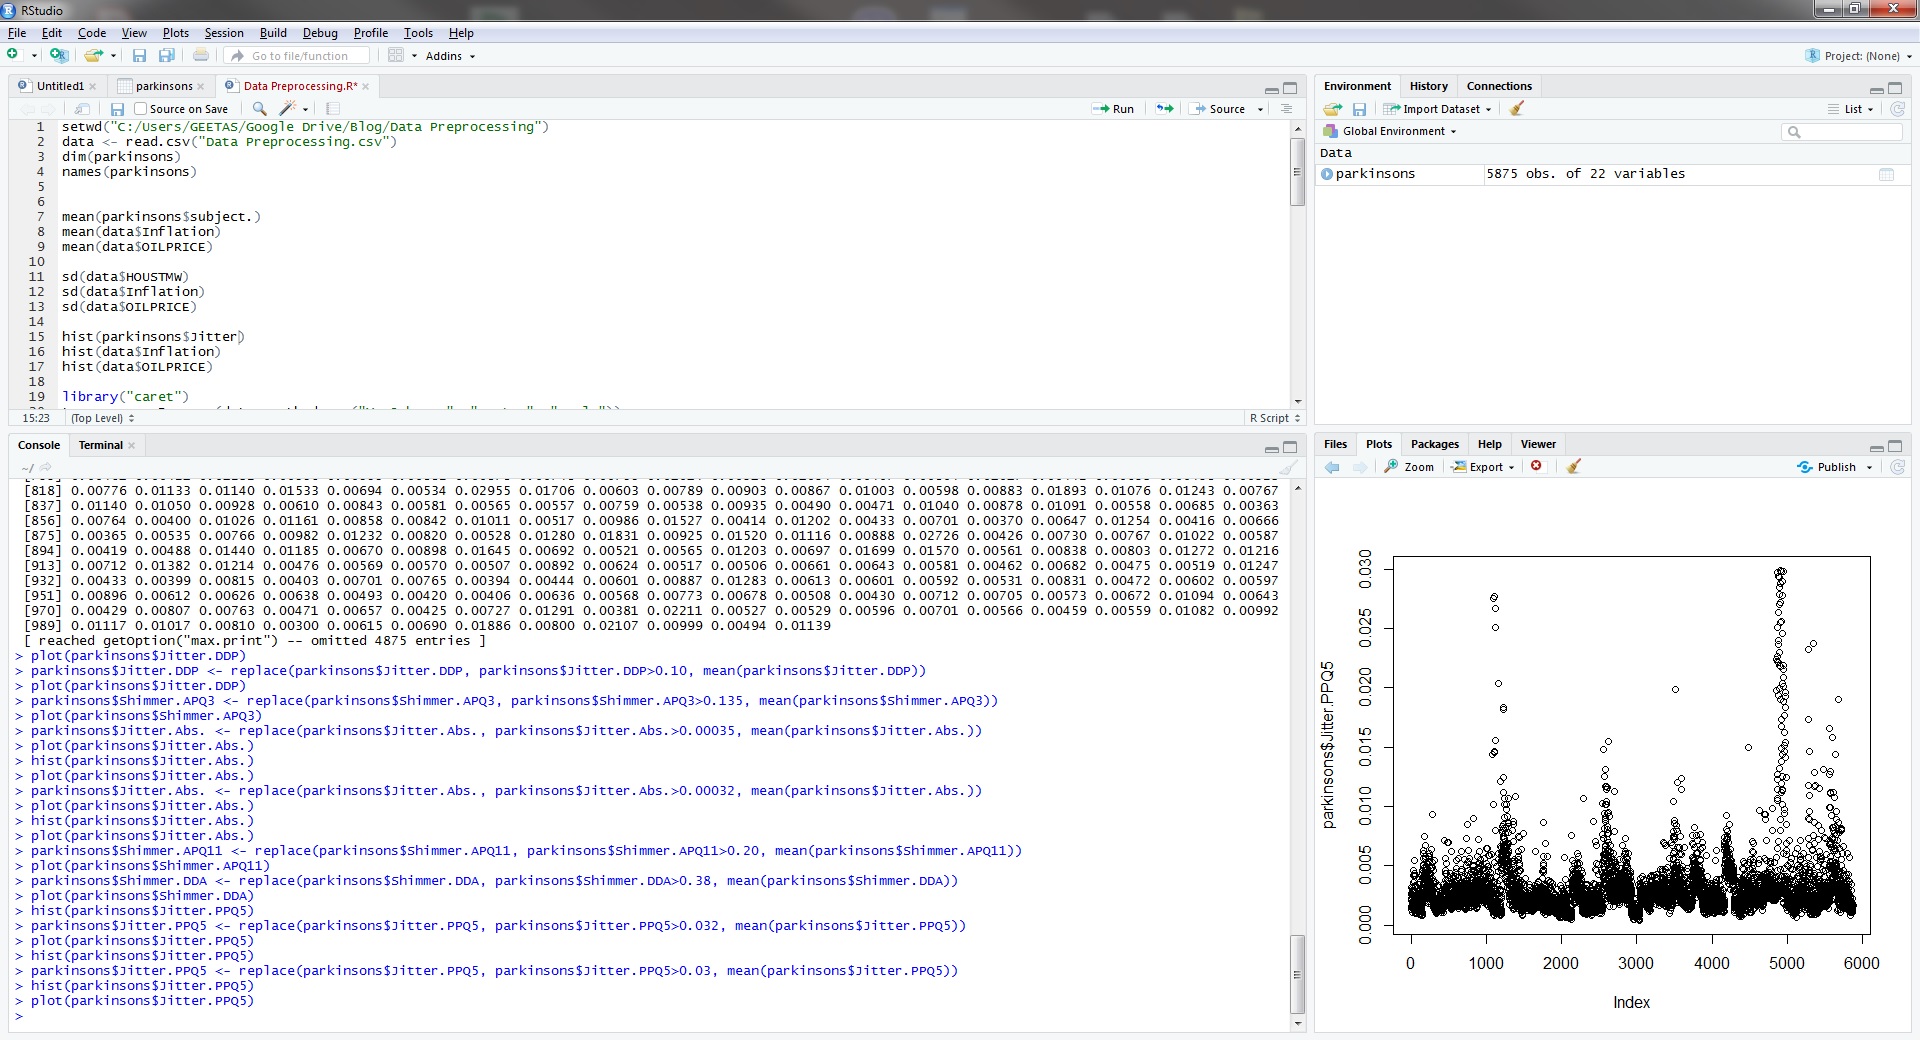 RStudio
File Edit Code View Plots Session Build Debug Profile Tools Help
Go to file/function Addins Project: (None)
Untitled1 parkinsons Data Preprocessing.R*
Source on Save Run Source
1 setwd("C:/Users/GEETAS/Google Drive/Blog/Data Preprocessing")
2 data <- read.csv("Data Preprocessing.csv")
3 dim(parkinsons)
4 names(parkinsons)
5
6
7 mean(parkinsons$subject.)
8 mean(data$Inflation)
9 mean(data$OILPRICE)
10
11 sd(data$HOUSTMW)
12 sd(data$Inflation)
13 sd(data$OILPRICE)
14
15 hist(parkinsons$Jitter)
16 hist(data$Inflation)
17 hist(data$OILPRICE)
18
19 library("caret")
15:23 (Top Level) R Script
Console Terminal
~/
[818] 0.00776 0.01133 0.01140 0.01533 0.00694 0.00534 0.02955 0.01706 0.00603 0.00789 0.00903 0.00867 0.01003 0.00598 0.00883 0.01893 0.01076 0.01243 0.00767
[837] 0.01140 0.01050 0.00928 0.00610 0.00843 0.00581 0.00565 0.00557 0.00759 0.00538 0.00935 0.00490 0.00471 0.01040 0.00878 0.01091 0.00558 0.00685 0.00363
[856] 0.00764 0.00400 0.01026 0.01161 0.00858 0.00842 0.01011 0.00517 0.00986 0.01527 0.00414 0.01202 0.00433 0.00701 0.00370 0.00647 0.01254 0.00416 0.00666
[875] 0.00365 0.00535 0.00766 0.00982 0.01232 0.00820 0.00528 0.01280 0.01831 0.00925 0.01520 0.01116 0.00888 0.02726 0.00426 0.00730 0.00767 0.01022 0.00587
[894] 0.00419 0.00488 0.01440 0.01185 0.00670 0.00898 0.01645 0.00692 0.00521 0.00565 0.01203 0.00697 0.01699 0.01570 0.00561 0.00838 0.00803 0.01272 0.01216
[913] 0.00712 0.01382 0.01214 0.00476 0.00569 0.00570 0.00507 0.00892 0.00624 0.00517 0.00506 0.00661 0.00643 0.00581 0.00462 0.00682 0.00475 0.00519 0.01247
[932] 0.00433 0.00399 0.00815 0.00403 0.00701 0.00765 0.00394 0.00444 0.00601 0.00887 0.01283 0.00613 0.00601 0.00592 0.00531 0.00831 0.00472 0.00602 0.00597
[951] 0.00896 0.00612 0.00626 0.00638 0.00493 0.00420 0.00406 0.00636 0.00568 0.00773 0.00678 0.00508 0.00430 0.00712 0.00705 0.00573 0.00672 0.01094 0.00643
[970] 0.00429 0.00807 0.00763 0.00471 0.00657 0.00425 0.00727 0.01291 0.00381 0.02211 0.00527 0.00529 0.00596 0.00701 0.00566 0.00459 0.00559 0.01082 0.00992
[989] 0.01117 0.01017 0.00810 0.00300 0.00615 0.00690 0.01886 0.00800 0.02107 0.00999 0.00494 0.01139
[ reached getOption("max.print") -- omitted 4875 entries ]
> plot(parkinsons$Jitter.DDP)
> parkinsons$Jitter.DDP <- replace(parkinsons$Jitter.DDP, parkinsons$Jitter.DDP>0.10, mean(parkinsons$Jitter.DDP))
> plot(parkinsons$Jitter.DDP)
> parkinsons$Shimmer.APQ3 <- replace(parkinsons$Shimmer.APQ3, parkinsons$Shimmer.APQ3>0.135, mean(parkinsons$Shimmer.APQ3))
> plot(parkinsons$Shimmer.APQ3)
> parkinsons$Jitter.Abs. <- replace(parkinsons$Jitter.Abs., parkinsons$Jitter.Abs.>0.00035, mean(parkinsons$Jitter.Abs.))
> plot(parkinsons$Jitter.Abs.)
> hist(parkinsons$Jitter.Abs.)
> plot(parkinsons$Jitter.Abs.)
> parkinsons$Jitter.Abs. <- replace(parkinsons$Jitter.Abs., parkinsons$Jitter.Abs.>0.00032, mean(parkinsons$Jitter.Abs.))
> plot(parkinsons$Jitter.Abs.)
> hist(parkinsons$Jitter.Abs.)
> plot(parkinsons$Jitter.Abs.)
> parkinsons$Shimmer.APQ11 <- replace(parkinsons$Shimmer.APQ11, parkinsons$Shimmer.APQ11>0.20, mean(parkinsons$Shimmer.APQ11))
> plot(parkinsons$Shimmer.APQ11)
> parkinsons$Shimmer.DDA <- replace(parkinsons$Shimmer.DDA, parkinsons$Shimmer.DDA>0.38, mean(parkinsons$Shimmer.DDA))
> plot(parkinsons$Shimmer.DDA)
> hist(parkinsons$Jitter.PPQ5)
> parkinsons$Jitter.PPQ5 <- replace(parkinsons$Jitter.PPQ5, parkinsons$Jitter.PPQ5>0.032, mean(parkinsons$Jitter.PPQ5))
> plot(parkinsons$Jitter.PPQ5)
> hist(parkinsons$Jitter.PPQ5)
> parkinsons$Jitter.PPQ5 <- replace(parkinsons$Jitter.PPQ5, parkinsons$Jitter.PPQ5>0.03, mean(parkinsons$Jitter.PPQ5))
> hist(parkinsons$Jitter.PPQ5)
> plot(parkinsons$Jitter.PPQ5)
>
Environment History Connections
Import Dataset List
Global Environment
Data
parkinsons 5875 obs. of 22 variables
Files Plots Packages Help Viewer
Zoom Export Publish
parkinsons$Jitter.PPQ5
0.030
0.025
0.020
0.015
0.010
0.005
0.000
0 1000 2000 3000 4000 5000 6000
Index